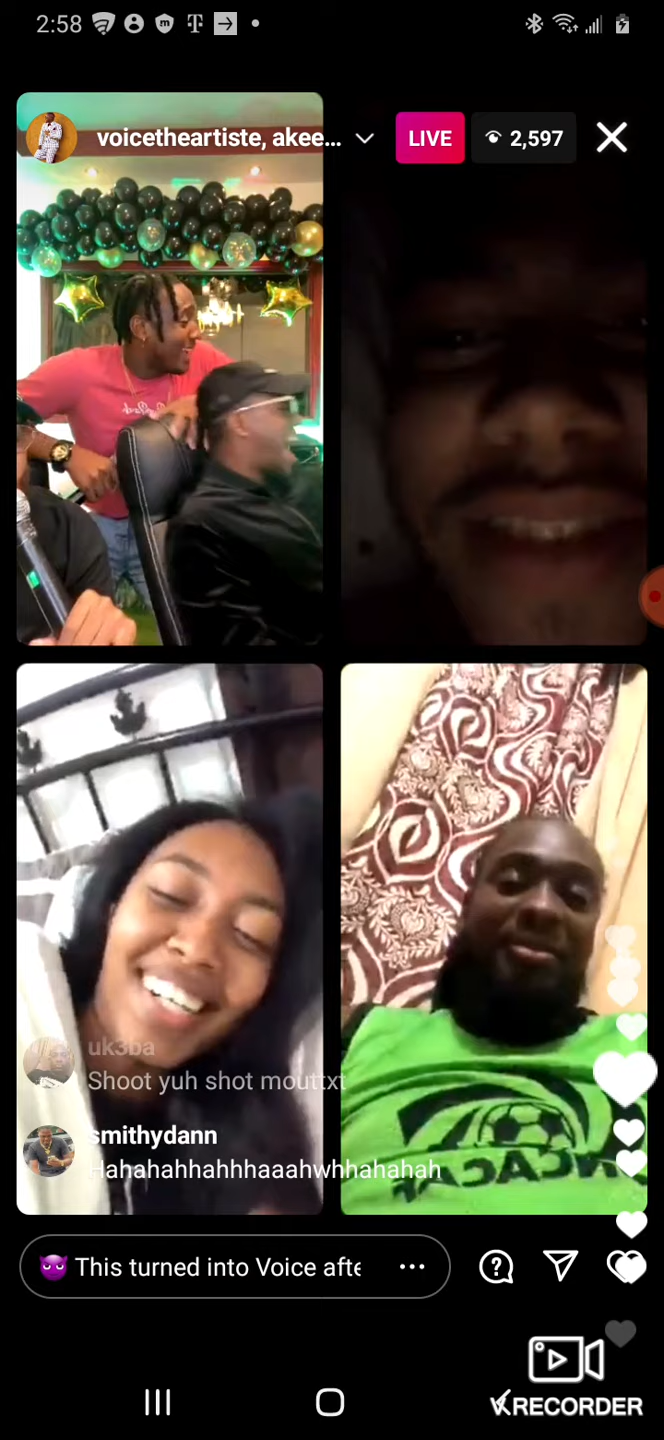 2:58
voicetheartiste, akee...
LIVE
2,597
uk3ba
Shoot yuh shot mouttxt
smithydann
Hahahahhahhhaaahwhhahahah
😈 This turned into Voice afte
RECORDER